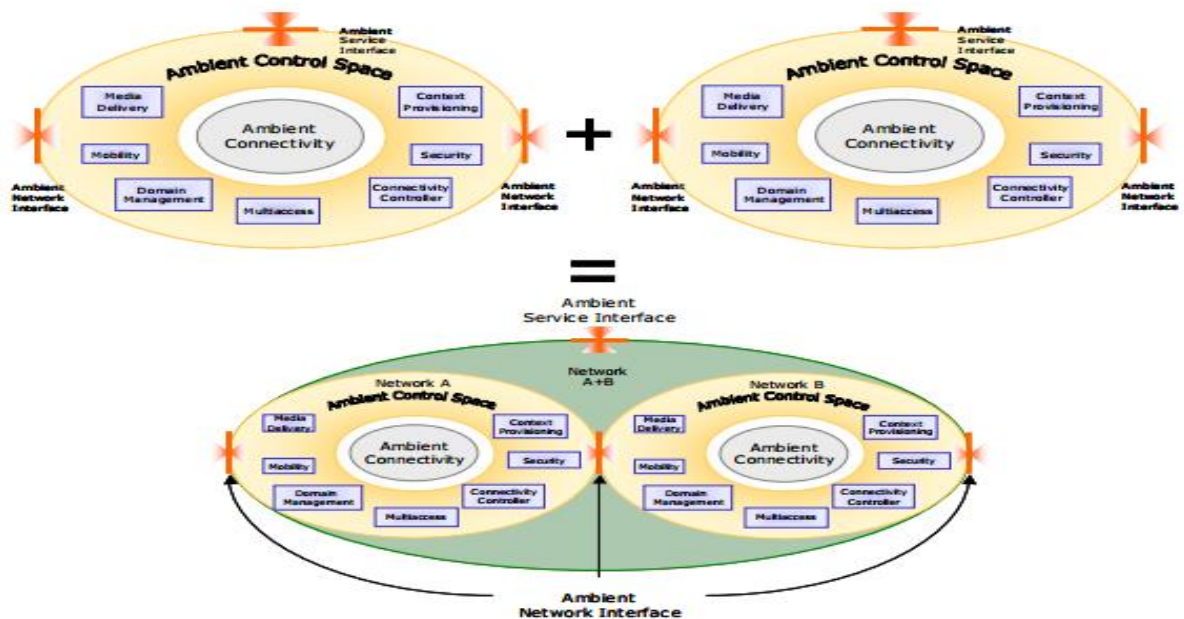 Ambient
Service
Interface
Ambient Control Space
Media
Delivery
Context
Provisioning
Ambient
Connectivity
Mobility
Security
Domain
Management
Connectivity
Controller
Multiaccess
Ambient
Network
Interface
Ambient
Network
Interface
+
Ambient
Service
Interface
Ambient Control Space
Media
Delivery
Context
Provisioning
Ambient
Connectivity
Mobility
Security
Domain
Management
Connectivity
Controller
Multiaccess
Ambient
Network
Interface
Ambient
Network
Interface
=
Ambient
Service Interface
Network
A+B
Network A
Ambient Control Space
Media
Delivery
Context
Provisioning
Ambient
Connectivity
Mobility
Security
Domain
Management
Connectivity
Controller
Multiaccess
Network B
Ambient Control Space
Media
Delivery
Context
Provisioning
Ambient
Connectivity
Mobility
Security
Domain
Management
Connectivity
Controller
Multiaccess
Ambient
Network Interface